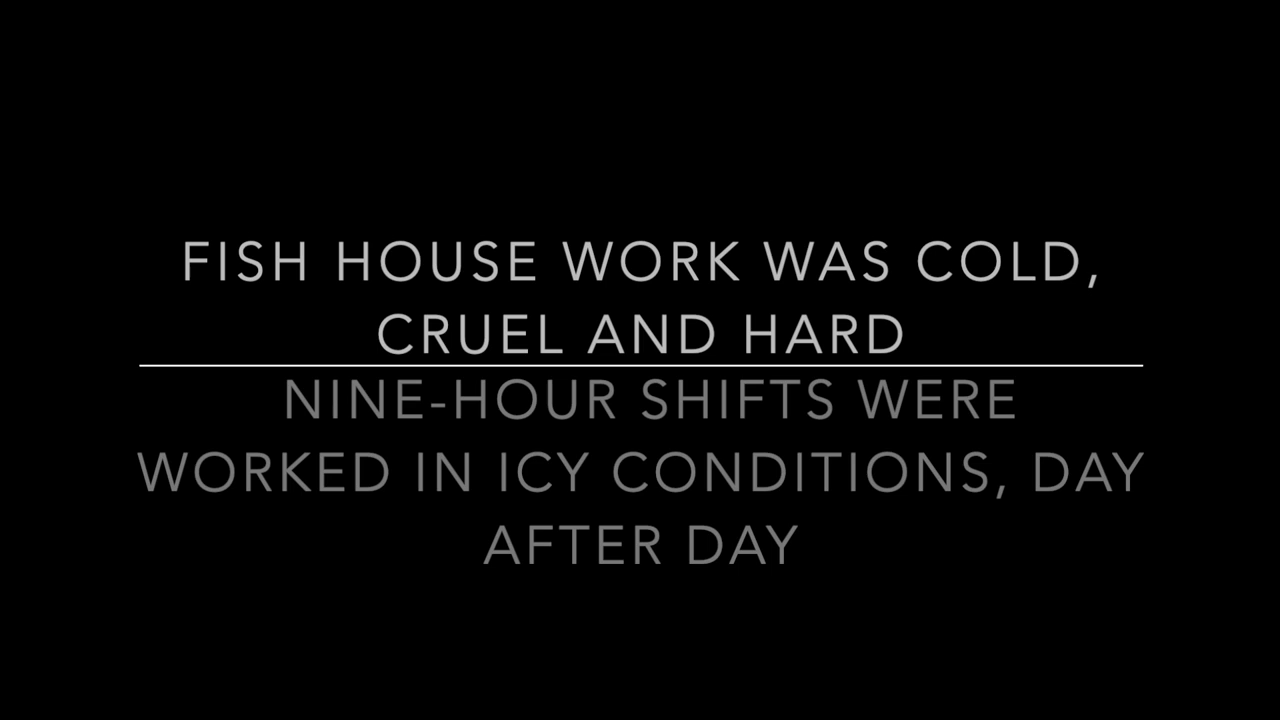 FISH HOUSE WORK WAS COLD,
CRUEL AND HARD
NINE-HOUR SHIFTS WERE
WORKED IN ICY CONDITIONS, DAY
AFTER DAY